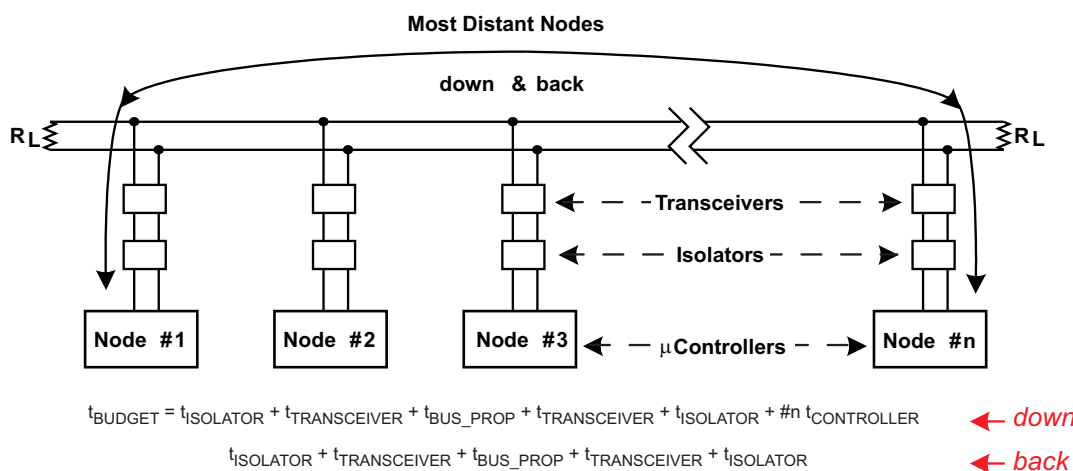 Most Distant Nodes
down & back
RL
RL
Transceivers
Isolators
Node #1
Node #2
Node #3
μControllers
Node #n
tBUDGET = tISOLATOR + tTRANSCEIVER + tBUS_PROP + tTRANSCEIVER + tISOLATOR + #n tCONTROLLER
down
tISOLATOR + tTRANSCEIVER + tBUS_PROP + tTRANSCEIVER + tISOLATOR
back